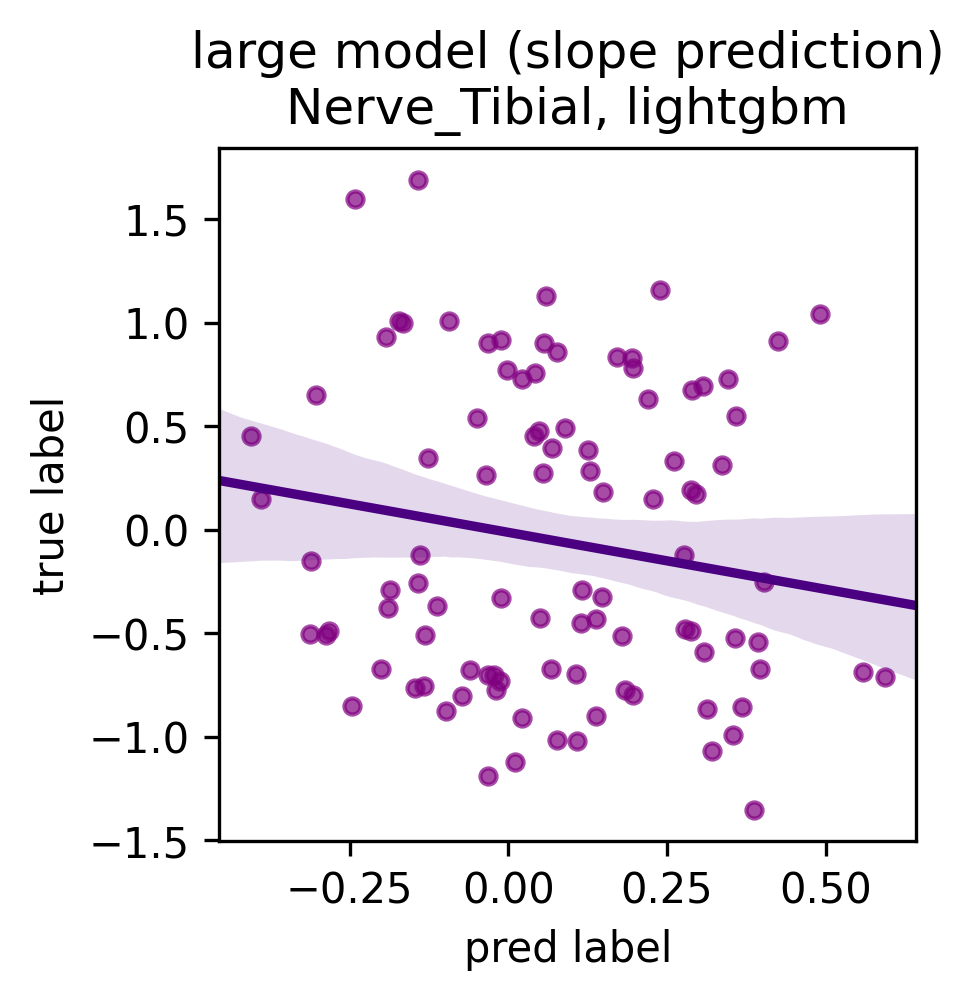 large model (slope prediction)
Nerve_Tibial, lightgbm
1.5
1.0
0.5
0.0
−0.5
−1.0
−1.5
true label
−0.25
0.00
0.25
0.50
pred label